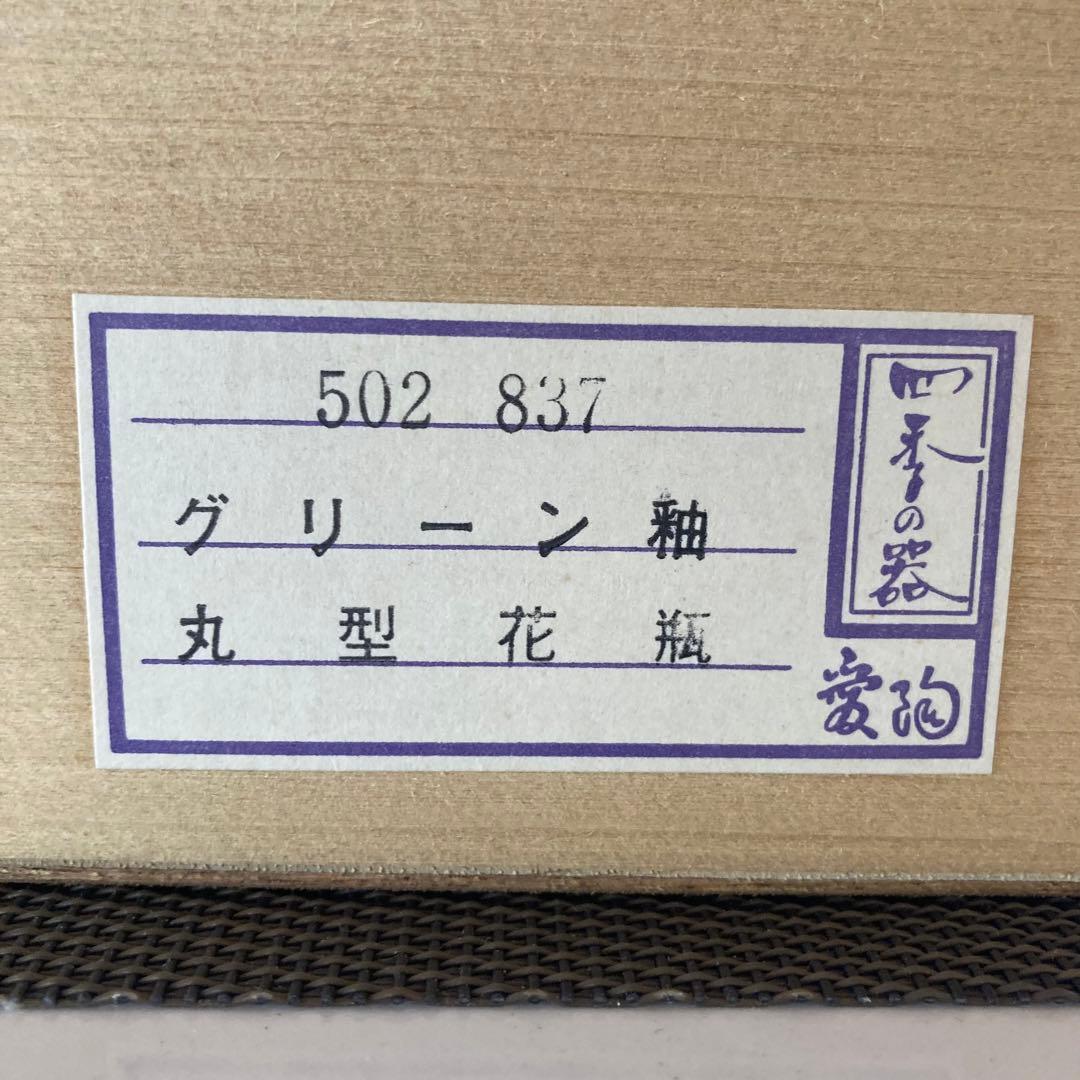 502 837
グリーン釉
丸型花瓶
四季の器
愛陶